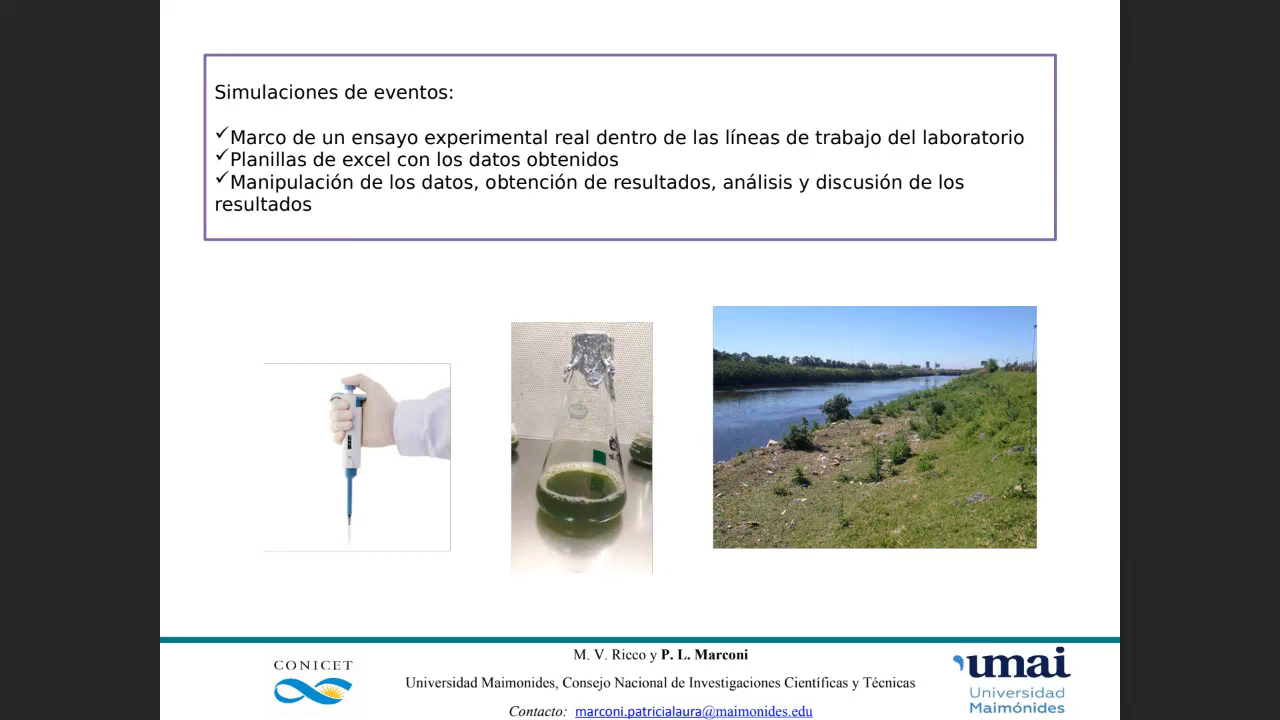 Simulaciones de eventos:
✓Marco de un ensayo experimental real dentro de las líneas de trabajo del laboratorio
✓Planillas de excel con los datos obtenidos
✓Manipulación de los datos, obtención de resultados, análisis y discusión de los
resultados
M. V. Ricco y P. L. Marconi
CONICET
Universidad Maimonides, Consejo Nacional de Investigaciones Científicas y Técnicas
Contacto: marconi.patricialaura@maimonides.edu
umai
Universidad
Maimónides